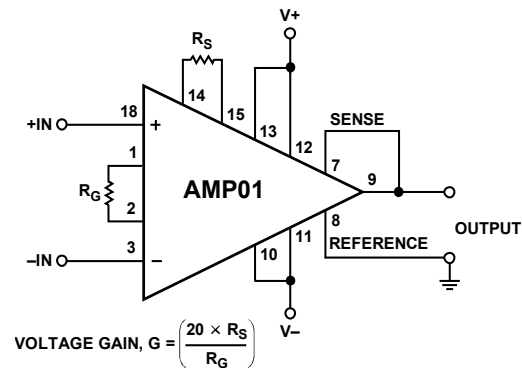 V+
R_S
14
15
13
12
18
+IN
+
1
R_G
2
3
–IN
–
AMP01
SENSE
7
9
8
REFERENCE
OUTPUT
11
10
V–
VOLTAGE GAIN, G = (20 × R_S / R_G)